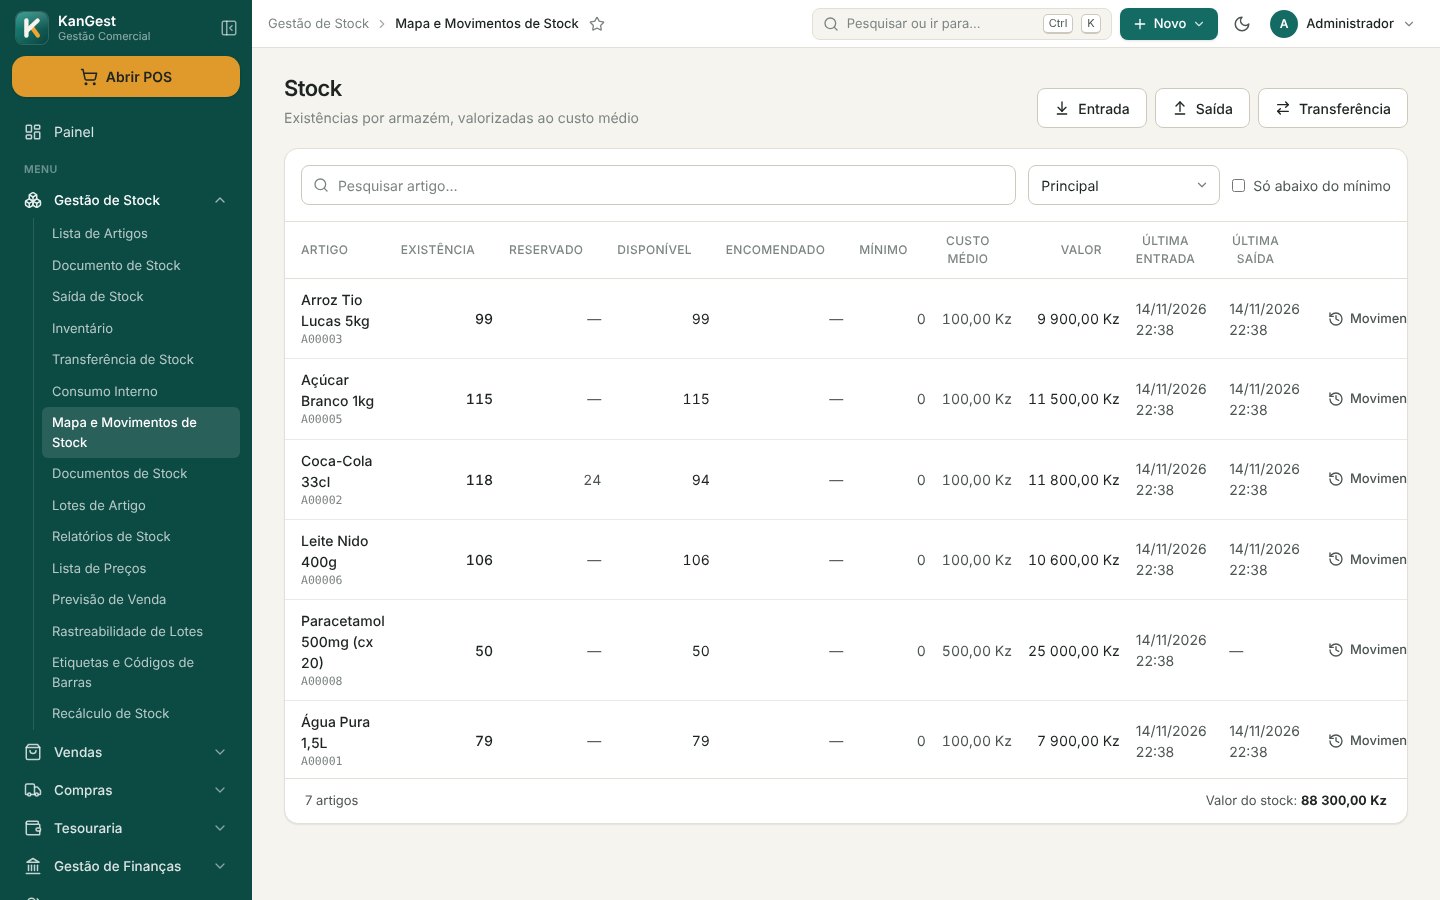 KanGest
Gestão Comercial
Abrir POS
Painel
MENU
Gestão de Stock
Lista de Artigos
Documento de Stock
Saída de Stock
Inventário
Transferência de Stock
Consumo Interno
Mapa e Movimentos de
Stock
Documentos de Stock
Lotes de Artigo
Relatórios de Stock
Lista de Preços
Previsão de Venda
Rastreabilidade de Lotes
Etiquetas e Códigos de
Barras
Recálculo de Stock
Vendas
Compras
Tesouraria
Gestão de Finanças
Gestão de Stock > Mapa e Movimentos de Stock
Pesquisar ou ir para... Ctrl K
Novo
A Administrador
Stock
Existências por armazém, valorizadas ao custo médio
Entrada Saída Transferência
Pesquisar artigo... Principal Só abaixo do mínimo
ARTIGO EXISTÊNCIA RESERVADO DISPONÍVEL ENCOMENDADO MÍNIMO CUSTO MÉDIO VALOR ÚLTIMA ENTRADA ÚLTIMA SAÍDA
Arroz Tio
Lucas 5kg
A00003
99 — 99 — 0 100,00 Kz 9 900,00 Kz 14/11/2026 22:38 14/11/2026 22:38 Movimen
Açúcar
Branco 1kg
A00005
115 — 115 — 0 100,00 Kz 11 500,00 Kz 14/11/2026 22:38 14/11/2026 22:38 Movimen
Coca-Cola
33cl
A00002
118 24 94 — 0 100,00 Kz 11 800,00 Kz 14/11/2026 22:38 14/11/2026 22:38 Movimen
Leite Nido
400g
A00006
106 — 106 — 0 100,00 Kz 10 600,00 Kz 14/11/2026 22:38 14/11/2026 22:38 Movimen
Paracetamol
500mg (cx
20)
A00008
50 — 50 — 0 500,00 Kz 25 000,00 Kz 14/11/2026 22:38 — Movimen
Água Pura
1,5L
A00001
79 — 79 — 0 100,00 Kz 7 900,00 Kz 14/11/2026 22:38 14/11/2026 22:38 Movimen
7 artigos
Valor do stock: 88 300,00 Kz